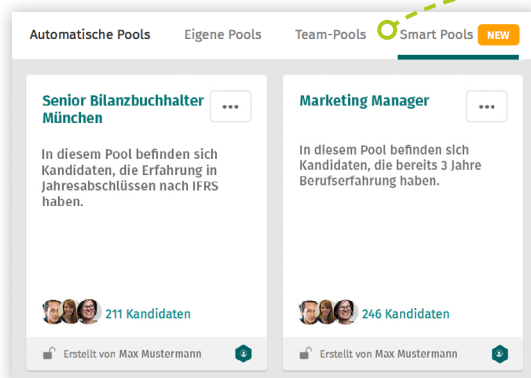 Automatische Pools Eigene Pools Team-Pools Smart Pools NEW
Senior Bilanzbuchhalter
München
In diesem Pool befinden sich
Kandidaten, die Erfahrung in
Jahresabschlüssen nach IFRS
haben.
211 Kandidaten
Erstellt von Max Mustermann
Marketing Manager
In diesem Pool befinden sich
Kandidaten, die bereits 3 Jahre
Berufserfahrung haben.
246 Kandidaten
Erstellt von Max Mustermann